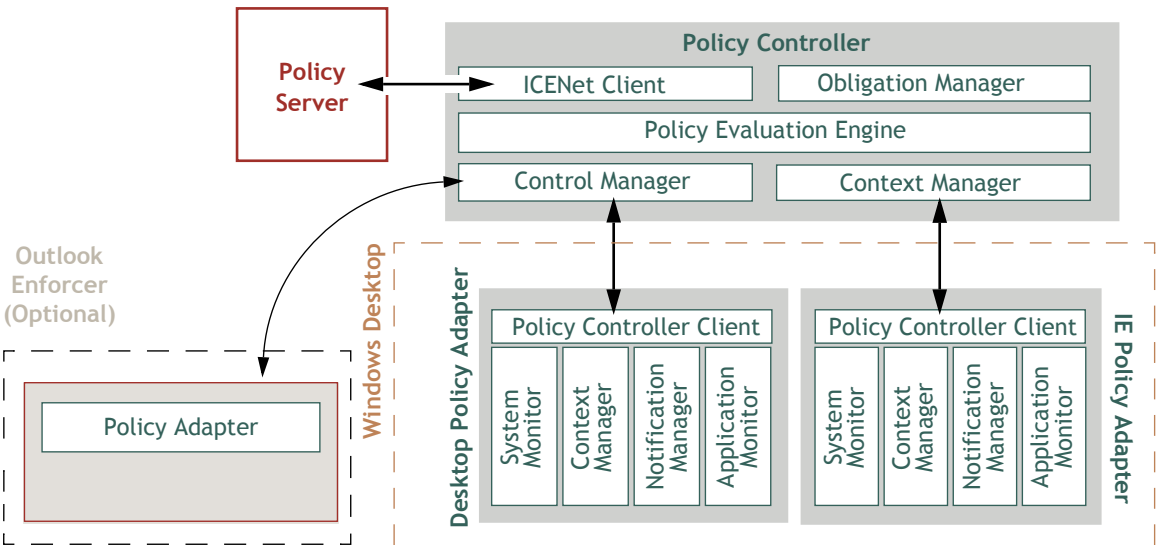 Policy
Server
Policy Controller
ICENet Client
Obligation Manager
Policy Evaluation Engine
Control Manager
Context Manager
Outlook
Enforcer
(Optional)
Policy Adapter
Windows Desktop
Desktop Policy Adapter
Policy Controller Client
System
Monitor
Context
Manager
Notification
Manager
Application
Monitor
Policy Controller Client
System
Monitor
Context
Manager
Notification
Manager
Application
Monitor
IE Policy Adapter